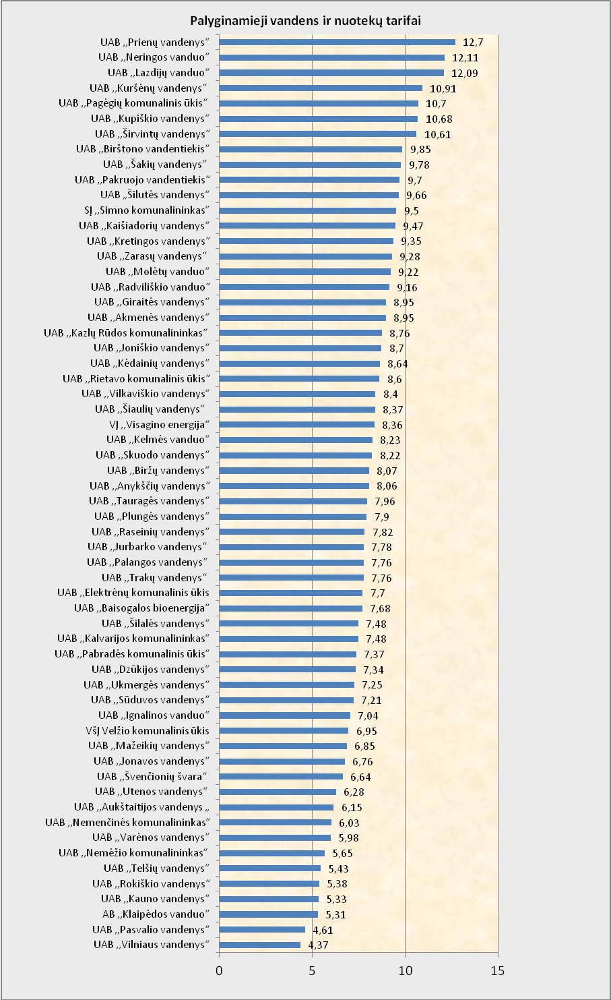 Palyginamieji vandens ir nuotekų tarifai
UAB ,,Prienų vandenys“ 12,7
UAB ,,Neringos vanduo“ 12,11
UAB ,,Lazdijų vanduo“ 12,09
UAB ,,Kuršėnų vandenys“ 10,91
UAB ,,Pagėgių komunalinis ūkis“ 10,7
UAB ,,Kupiškio vandenys“ 10,68
UAB ,,Širvintų vandenys“ 10,61
UAB ,,Birštono vandentiekis“ 9,85
UAB ,,Šakių vandenys“ 9,78
UAB ,,Pakruojo vandentiekis“ 9,7
UAB ,,Šilutės vandenys“ 9,66
SĮ ,,Simno komunalininkas“ 9,5
UAB ,,Kaišiadorių vandenys“ 9,47
UAB ,,Kretingos vandenys“ 9,35
UAB ,,Zarasų vandenys“ 9,28
UAB ,,Molėtų vanduo“ 9,22
UAB ,,Radviliškio vanduo“ 9,16
UAB ,,Giraitės vandenys“ 8,95
UAB ,,Akmenės vandenys“ 8,95
UAB ,,Kazlų Rūdos komunalininkas“ 8,76
UAB ,,Joniškio vandenys“ 8,7
UAB ,,Kėdainių vandenys“ 8,64
UAB ,,Rietavo komunalinis ūkis“ 8,6
UAB ,,Vilkaviškio vandenys“ 8,4
UAB ,,Šiaulių vandenys“ 8,37
VĮ ,,Visagino energija“ 8,36
UAB ,,Kelmės vanduo“ 8,23
UAB ,,Skuodo vandenys“ 8,22
UAB ,,Biržų vandenys“ 8,07
UAB ,,Anykščių vandenys“ 8,06
UAB ,,Tauragės vandenys“ 7,96
UAB ,,Plungės vandenys“ 7,9
UAB ,,Raseinių vandenys“ 7,82
UAB ,,Jurbarko vandenys“ 7,78
UAB ,,Palangos vandenys“ 7,76
UAB ,,Trakų vandenys“ 7,76
UAB ,,Elektrėnų komunalinis ūkis 7,7
UAB ,,Baisogalos bioenergija“ 7,68
UAB ,,Šilalės vandenys“ 7,48
UAB ,,Kalvarijos komunalininkas“ 7,48
UAB ,,Pabradės komunalinis ūkis“ 7,37
UAB ,,Dzūkijos vandenys“ 7,34
UAB ,,Ukmergės vandenys“ 7,25
UAB ,,Sūduvos vandenys“ 7,21
UAB ,,Ignalinos vanduo“ 7,04
VšĮ Velžio komunalinis ūkis 6,95
UAB ,,Mažeikių vandenys“ 6,85
UAB ,,Jonavos vandenys“ 6,76
UAB ,,Švenčionių švara“ 6,64
UAB ,,Utenos vandenys“ 6,28
UAB ,,Aukštaitijos vandenys ,, 6,15
UAB ,,Nemenčinės komunalininkas“ 6,03
UAB ,,Varėnos vandenys“ 5,98
UAB ,,Nemėžio komunalininkas“ 5,65
UAB ,,Telšių vandenys“ 5,43
UAB ,,Rokiškio vandenys“ 5,38
UAB ,,Kauno vandenys“ 5,33
AB ,,Klaipėdos vanduo“ 5,31
UAB ,,Pasvalio vandenys“ 4,61
UAB ,,Vilniaus vandenys“ 4,37
0 5 10 15